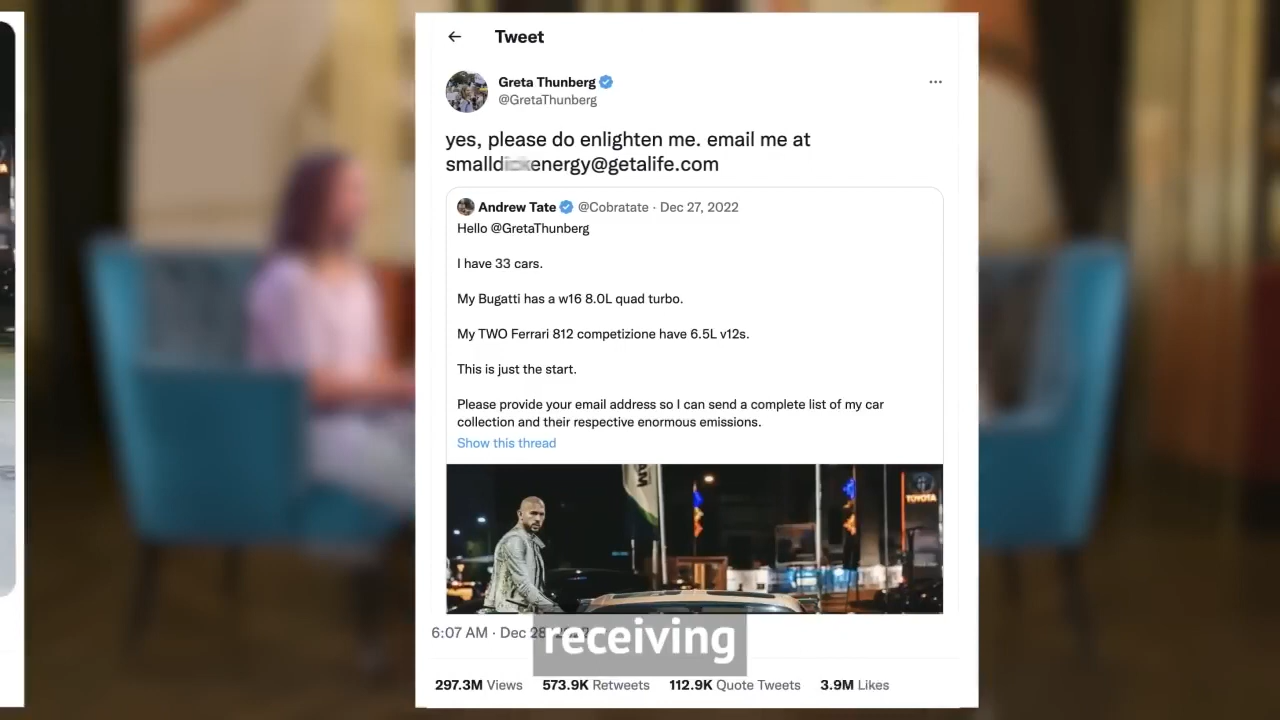 Tweet
Greta Thunberg
@GretaThunberg
yes, please do enlighten me. email me at
smalld energy@getalife.com
Andrew Tate @Cobratate · Dec 27, 2022
Hello @GretaThunberg
I have 33 cars.
My Bugatti has a w16 8.0L quad turbo.
My TWO Ferrari 812 competizione have 6.5L v12s.
This is just the start.
Please provide your email address so I can send a complete list of my car
collection and their respective enormous emissions.
Show this thread
TOYOTA
6:07 AM · Dec 28
receiving
297.3M Views 573.9K Retweets 112.9K Quote Tweets 3.9M Likes